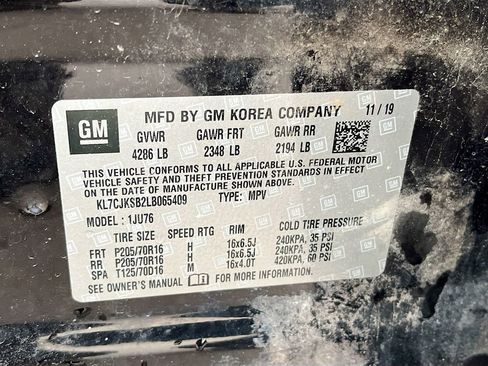 GM
MFD BY GM KOREA COMPANY 11/19
GVWR GAWR FRT GAWR RR
4286 LB 2348 LB 2194 LB
THIS VEHICLE CONFORMS TO ALL APPLICABLE U.S. FEDERAL MOTOR
VEHICLE SAFETY, BUMPER, AND THEFT PREVENTION STANDARDS IN
EFFECT ON THE DATE OF MANUFACTURE SHOWN ABOVE.
KL7CJKSB2LB065409 TYPE: MPV
MODEL: 1JU76
TIRE SIZE SPEED RTG RIM COLD TIRE PRESSURE
FRT P205/70R16 H 16x6.5J 240KPA, 35 PSI
RR P205/70R16 H 16x6.5J 240KPA, 35 PSI
SPA T125/70D16 M 16x4.0T 420KPA, 60 PSI
SEE OWNER'S MANUAL FOR MORE INFORMATION.